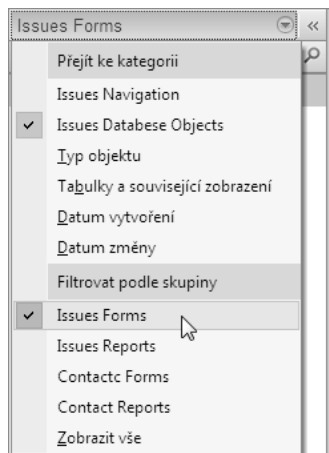 Issues Forms
Přejít ke kategorii
Issues Navigation
Issues Databese Objects
Typ objektu
Tabulky a související zobrazení
Datum vytvoření
Datum změny
Filtrovat podle skupiny
Issues Forms
Issues Reports
Contactc Forms
Contact Reports
Zobrazit vše